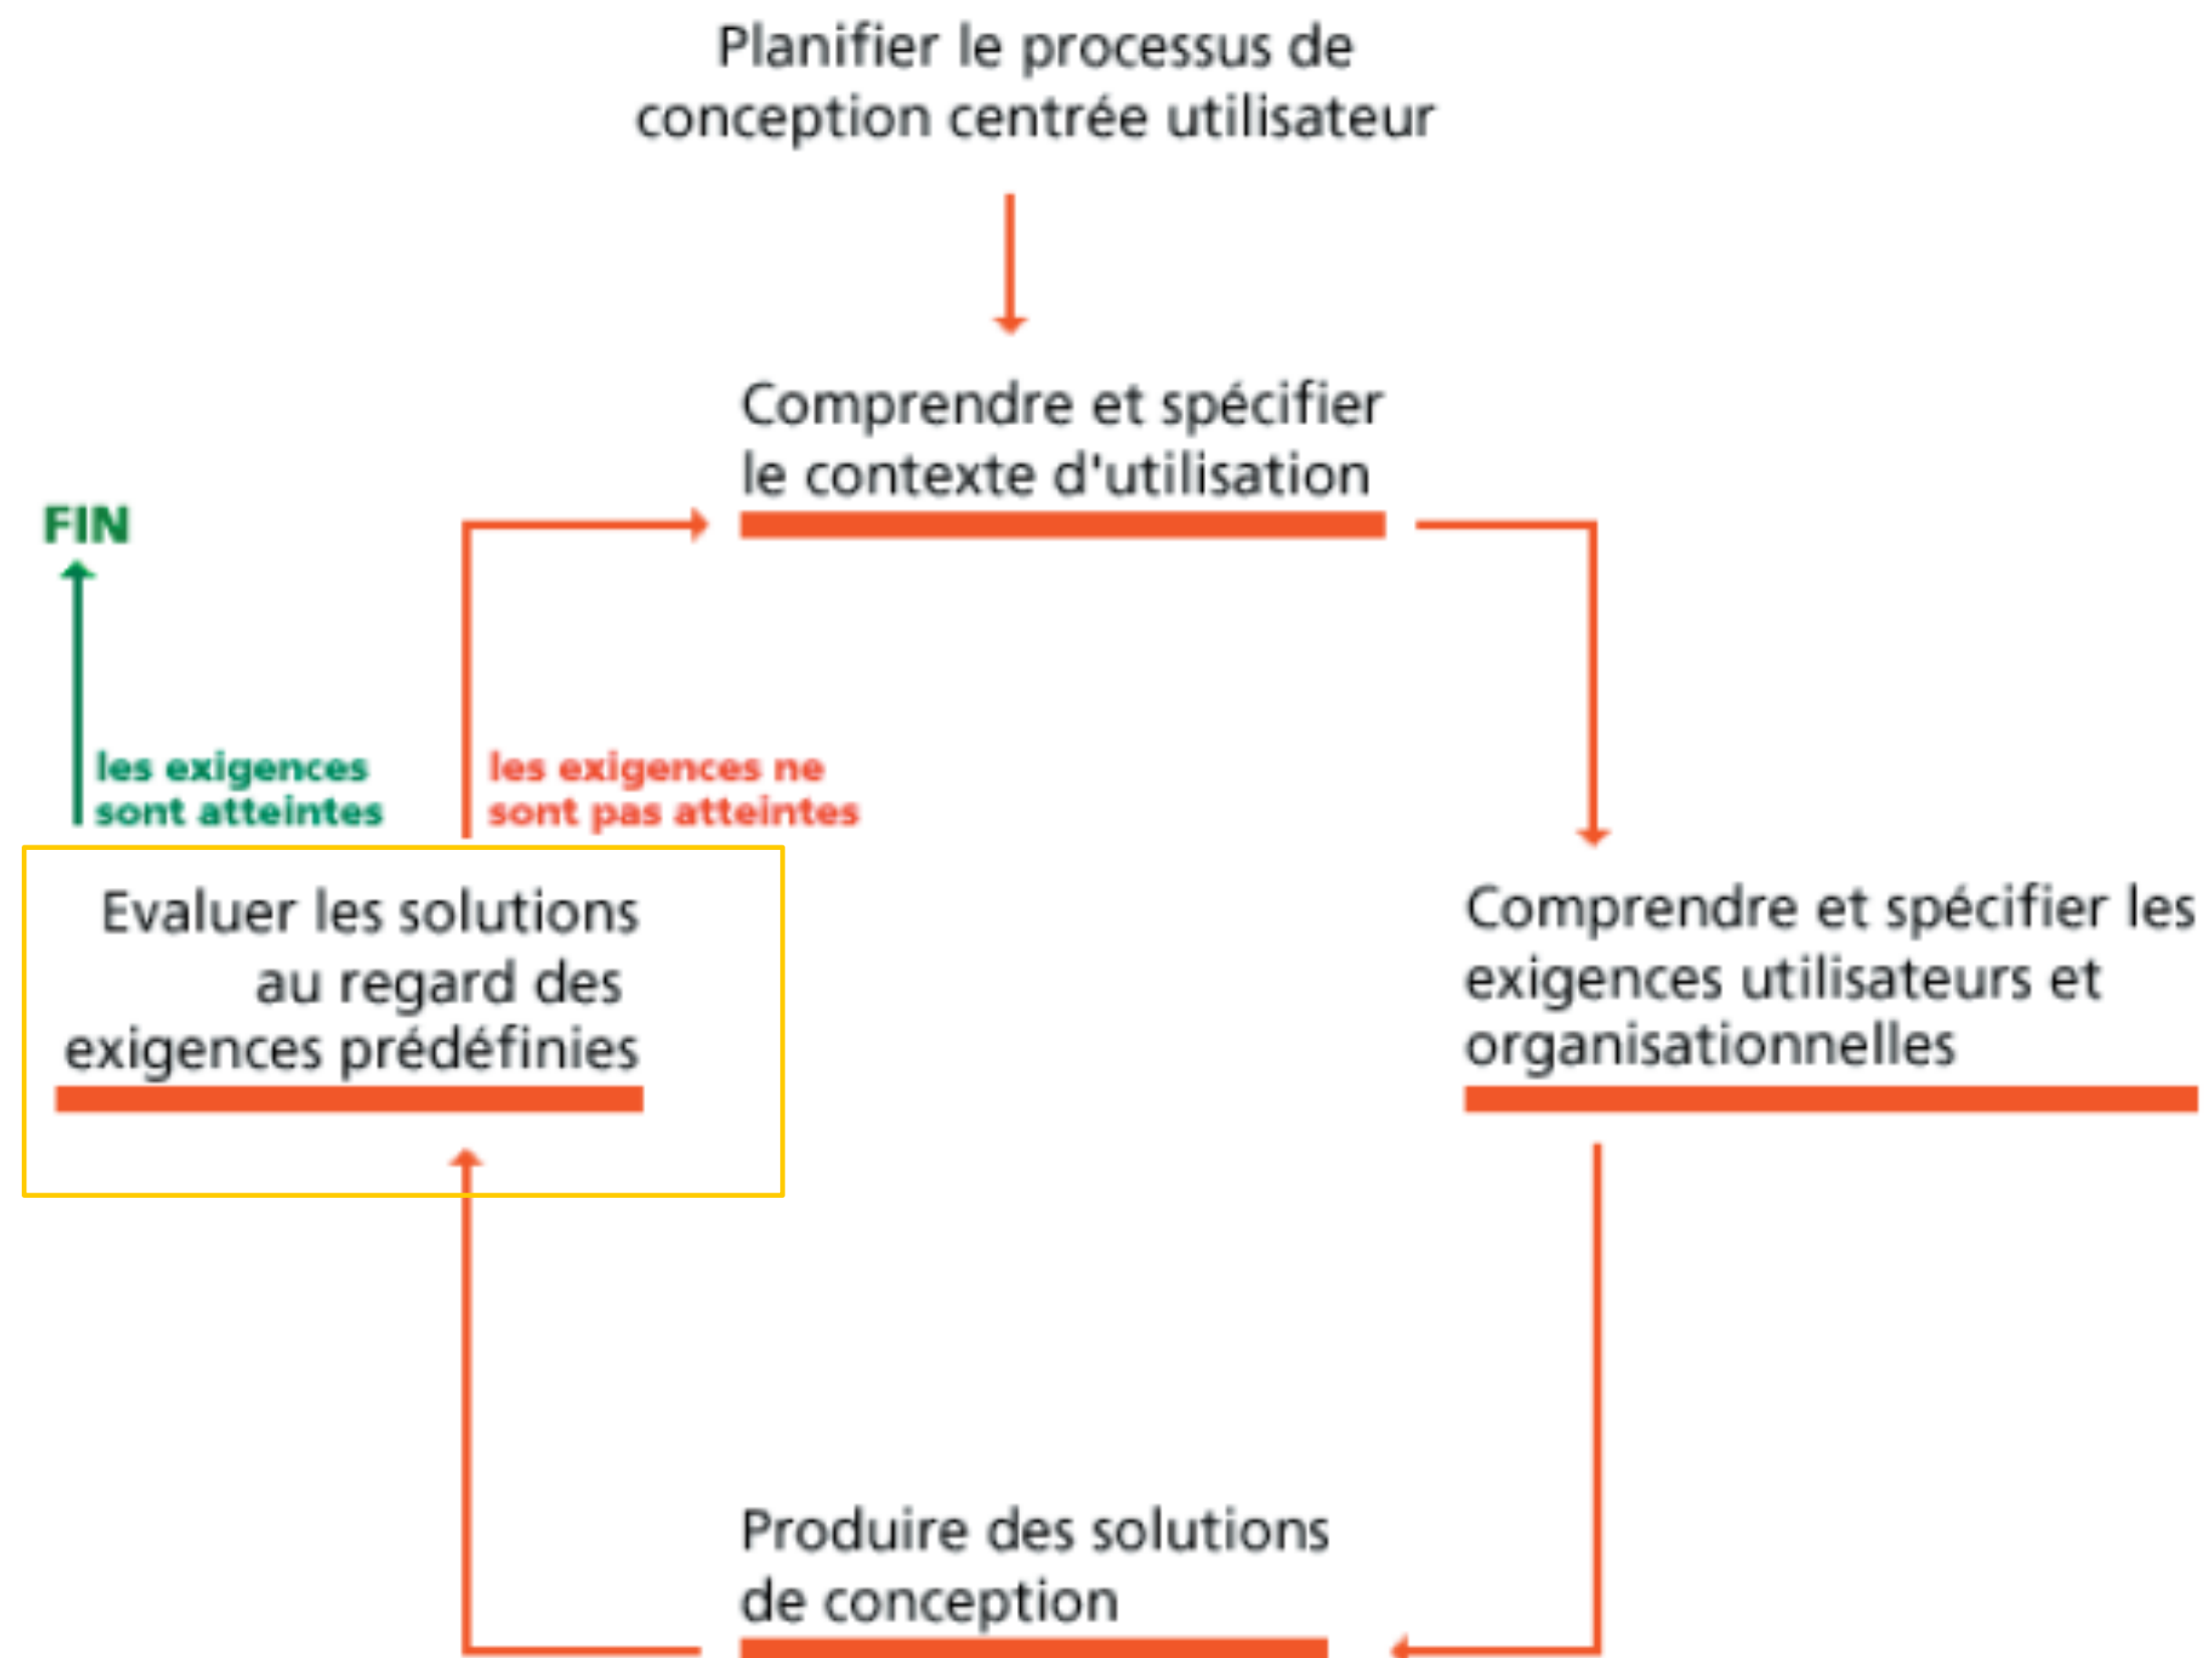 Planifier le processus de
conception centrée utilisateur
Comprendre et spécifier
le contexte d'utilisation
FIN
les exigences
sont atteintes
les exigences ne
sont pas atteintes
Evaluer les solutions
au regard des
exigences prédéfinies
Comprendre et spécifier les
exigences utilisateurs et
organisationnelles
Produire des solutions
de conception